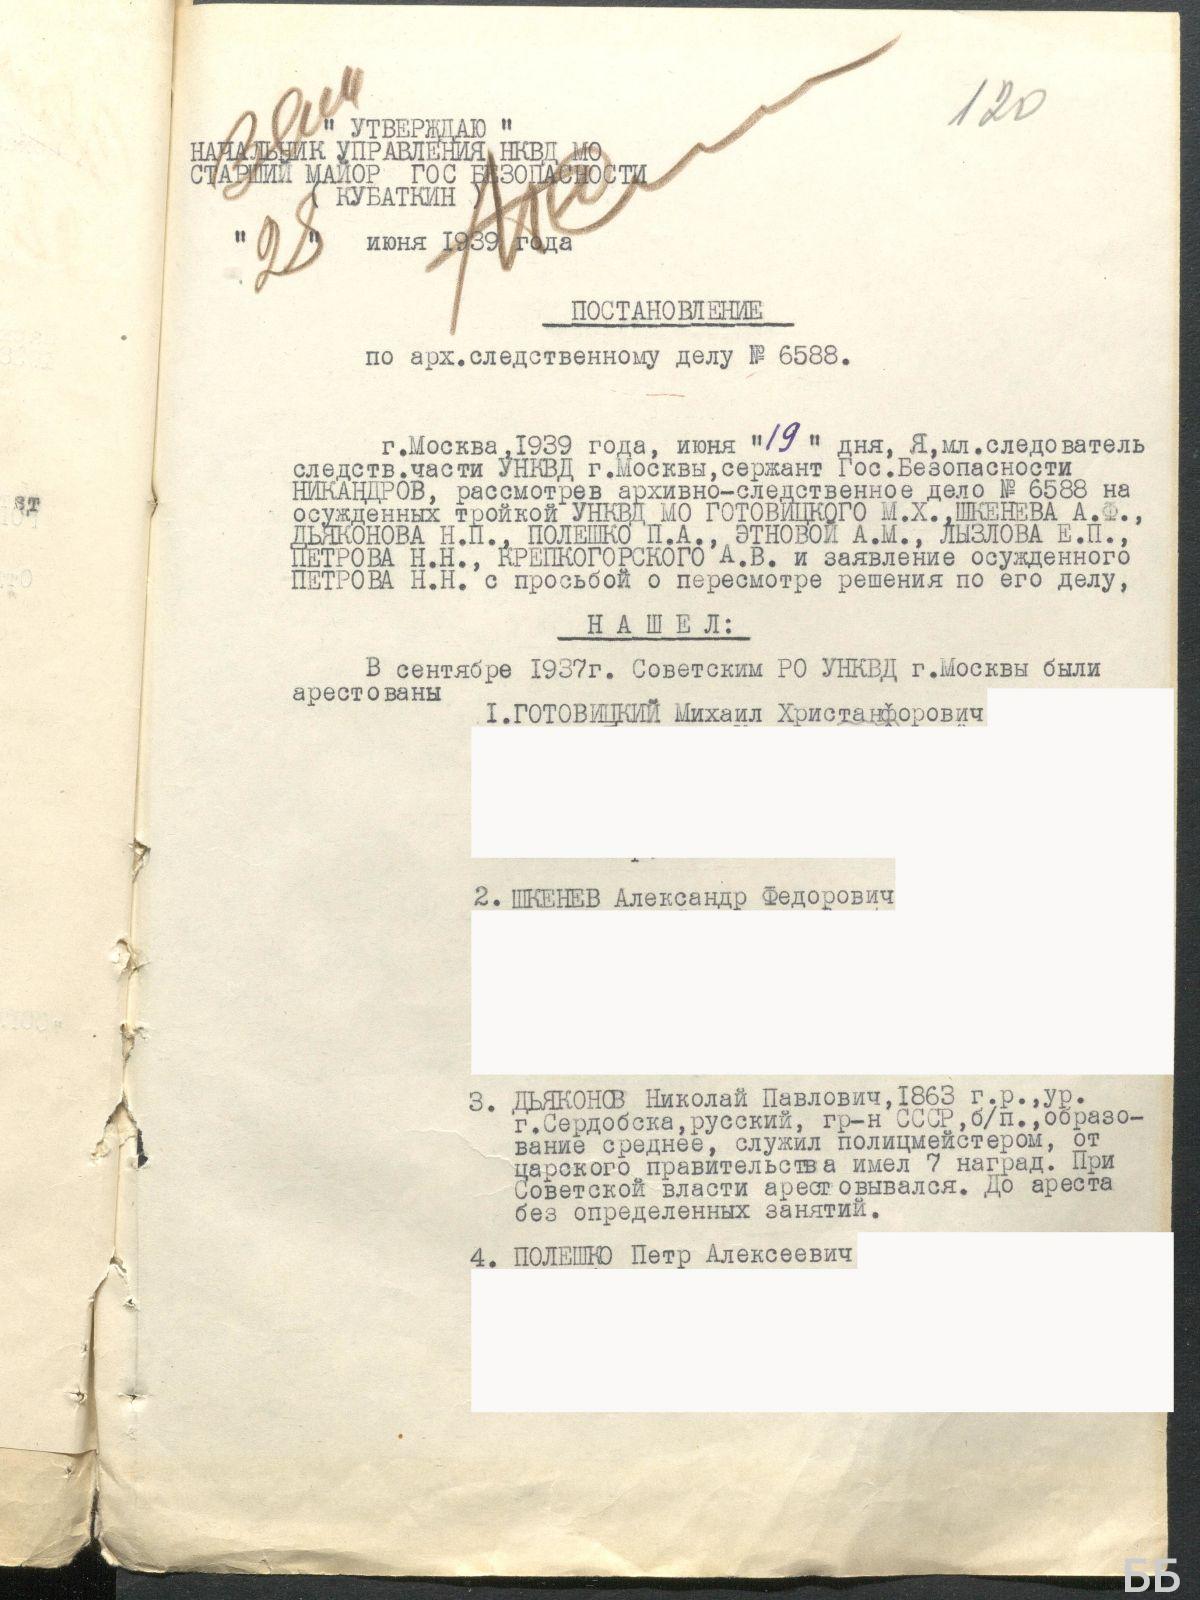 120
Зам
" УТВЕРЖДАЮ "
НАЧАЛЬНИК УПРАВЛЕНИЯ НКВД МО
СТАРШИЙ МАЙОР ГОС БЕЗОПАСНОСТИ
( КУБАТКИН )
"28" июня 1939 года
ПОСТАНОВЛЕНИЕ
по арх.следственному делу № 6588.
г.Москва,1939 года, июня "19" дня, Я,мл.следователь
следств.части УНКВД г.Москвы,сержант Гос.Безопасности
НИКАНДРОВ, рассмотрев архивно-следственное дело № 6588 на
осужденных тройкой УНКВД МО ГОТОВИЦКОГО М.Х.,ШКЕНЕВА А.Ф.,
ДЬЯКОНОВА Н.П., ПОЛЕШКО П.А., ЭТНОВОЙ А.М., ЛЫЗЛОВА Е.П.,
ПЕТРОВА Н.Н., КРЕПКОГОРСКОГО А.В. и заявление осужденного
ПЕТРОВА Н.Н. с просьбой о пересмотре решения по его делу,
Н А Ш Е Л:
В сентябре 1937г. Советским РО УНКВД г.Москвы были
арестованы
1.ГОТОВИЦКИЙ Михаил Христанфорович
2. ШКЕНЕВ Александр Федорович
3. ДЬЯКОНОВ Николай Павлович,1863 г.р.,ур.
г.Сердобска,русский, гр-н СССР,б/п.,образо-
вание среднее, служил полицмейстером, от
царского правительства имел 7 наград. При
Советской власти арестовывался. До ареста
без определенных занятий.
4. ПОЛЕШКО Петр Алексеевич
ББ